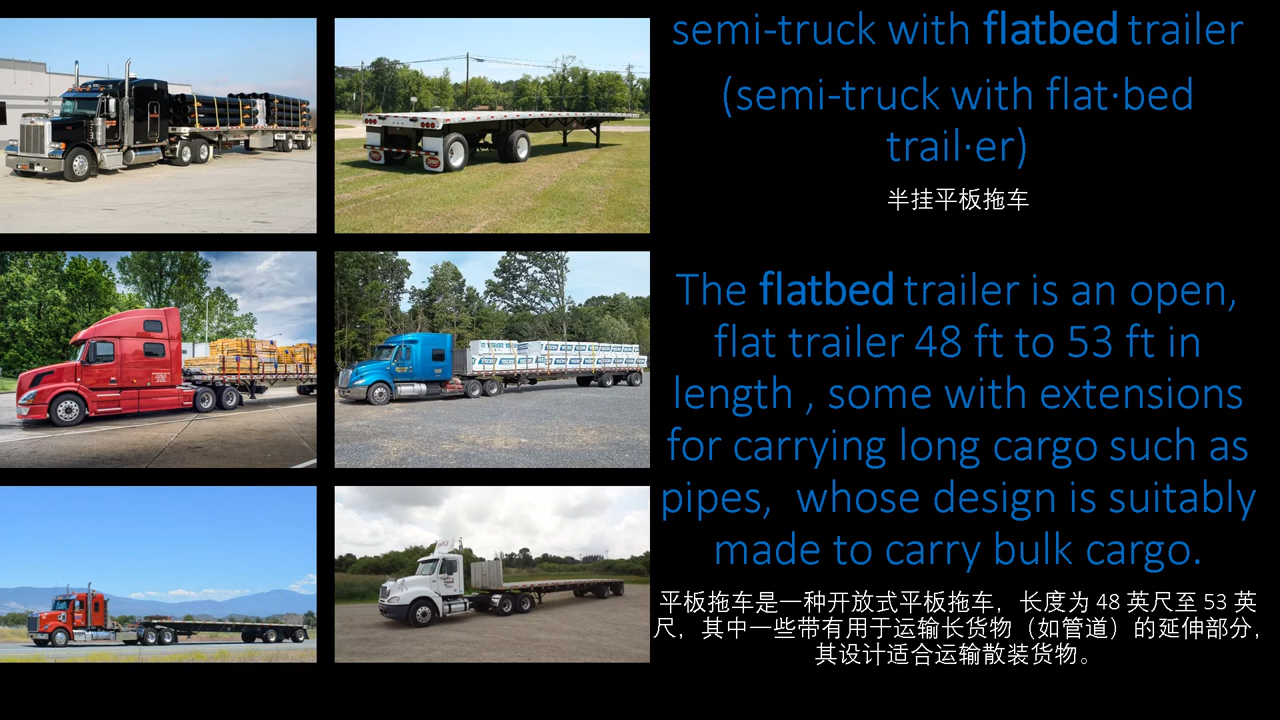 semi-truck with flatbed trailer
(semi-truck with flat·bed
trail·er)
半挂平板拖车
The flatbed trailer is an open,
flat trailer 48 ft to 53 ft in
length , some with extensions
for carrying long cargo such as
pipes,  whose design is suitably
made to carry bulk cargo.
平板拖车是一种开放式平板拖车，长度为 48 英尺至 53 英
尺，其中一些带有用于运输长货物（如管道）的延伸部分，
其设计适合运输散装货物。